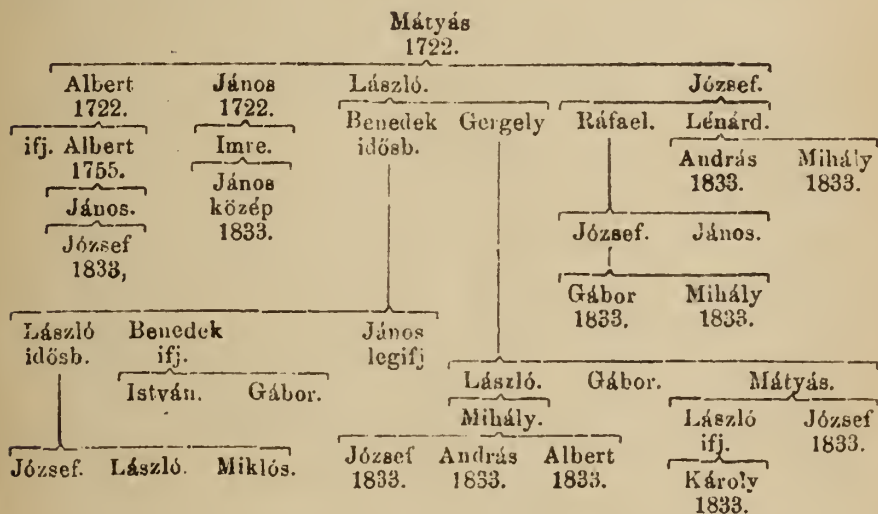 Mátyás
1722.
Albert János László. József.
1722. 1722. Benedek Gergely Ráfael. Lénárd.
ifj. Albert Imre. idősb. András Mihály
1755. János 1833. 1833.
János. közép József. János.
József 1833.
1833, Gábor Mihály
1833. 1833.
László Benedek János
idősb. ifj. legifj
István. Gábor. László. Gábor. Mátyás.
Mihály. László József
József. László. Miklós. József András Albert ifj. 1833.
1833. 1833. 1833. Károly
1833.